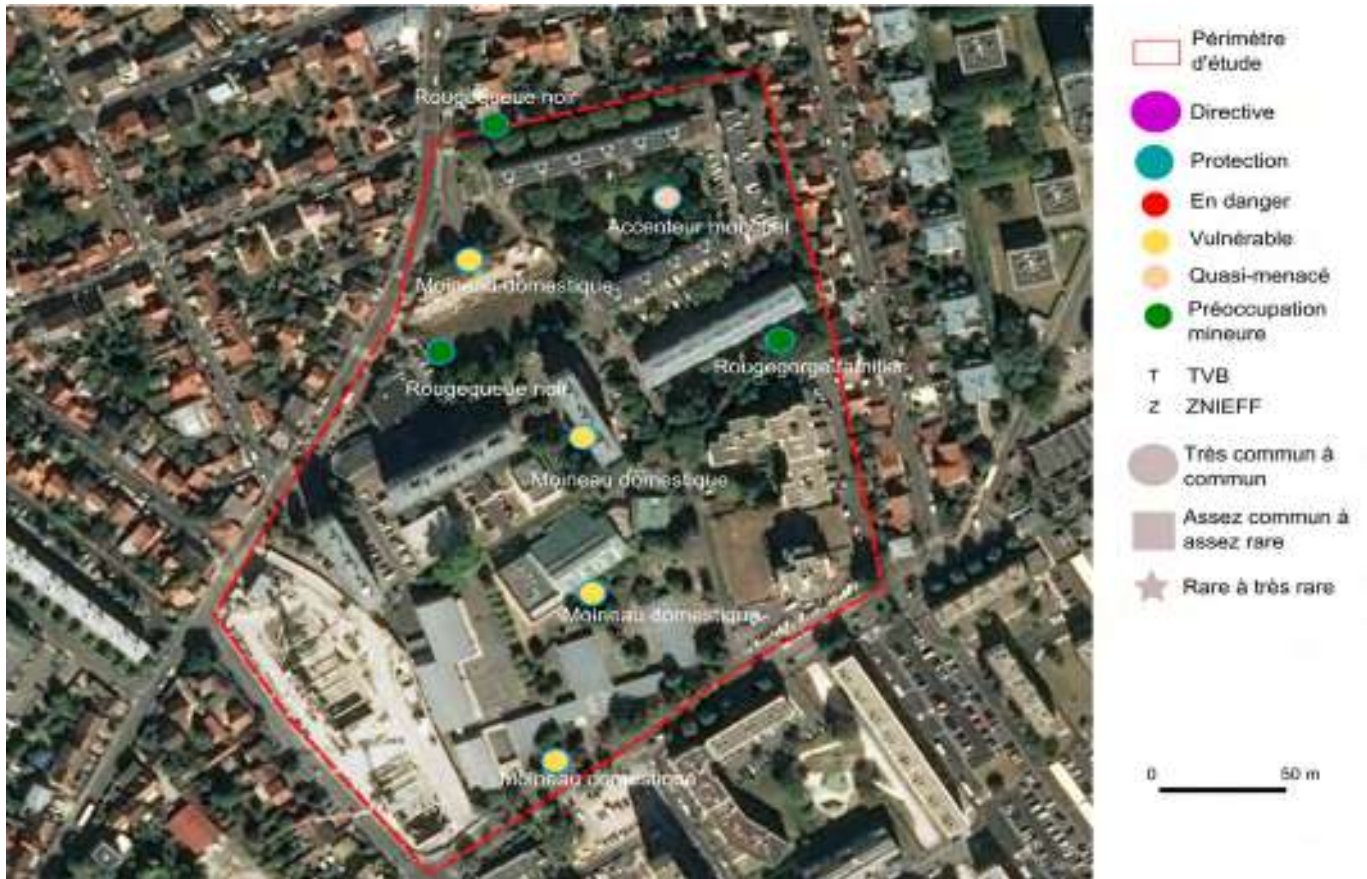 Rougequeue noir
Accenteur mouchet
Moineau domestique
Rougequeue noir
Rougegorge familier
Moineau domestique
Moineau domestique
Moineau domestique
Périmètre
d'étude
Directive
Protection
En danger
Vulnérable
Quasi-menacé
Préoccupation
mineure
T TVB
Z ZNIEFF
Très commun à
commun
Assez commun à
assez rare
Rare à très rare
0 50 m